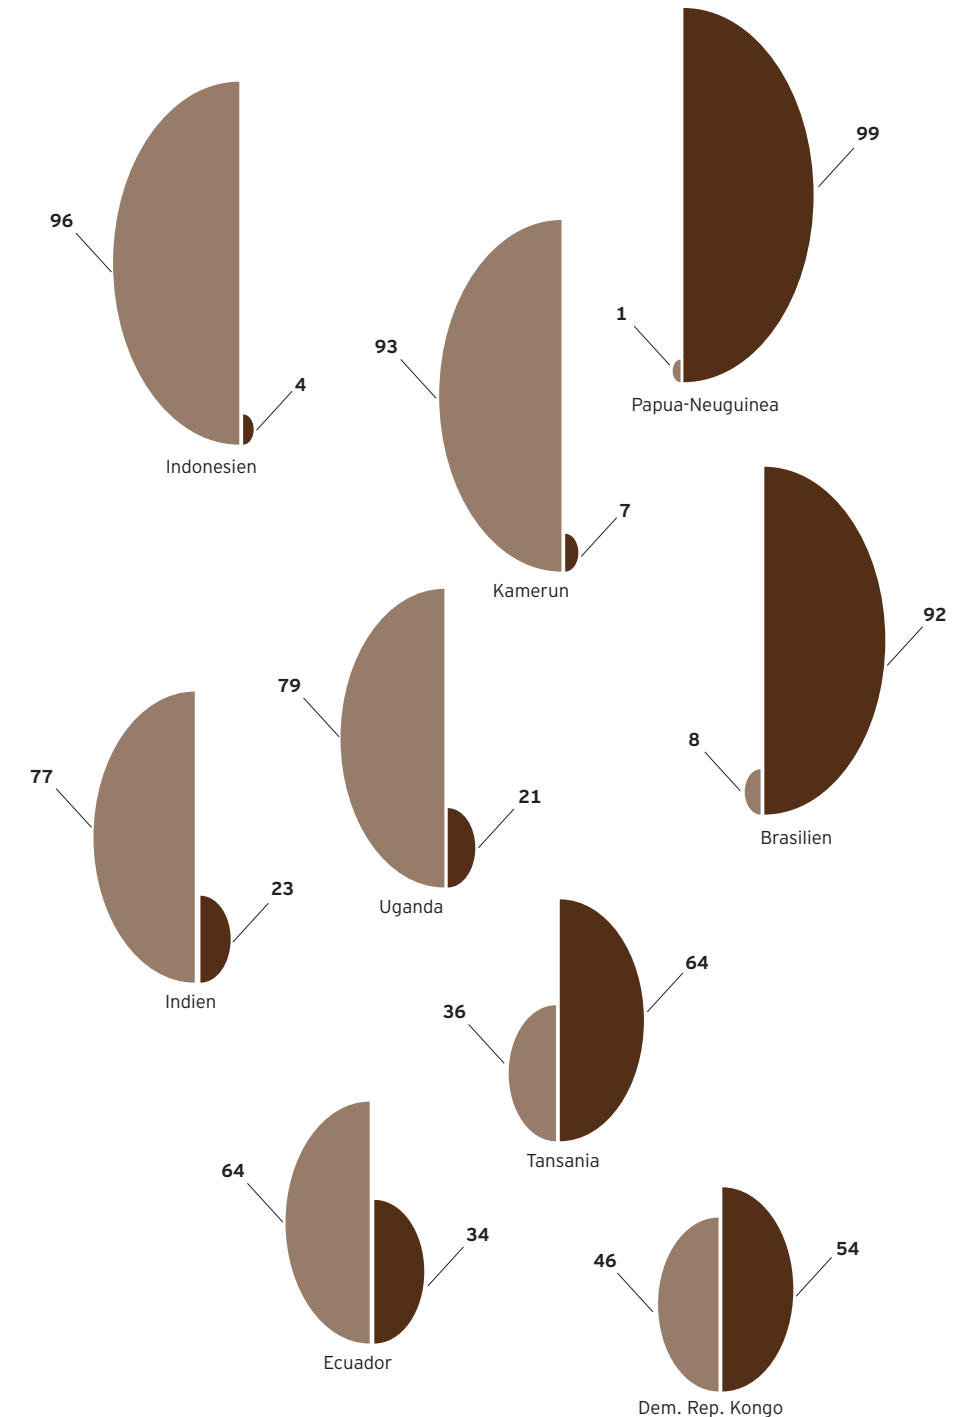 99
96
1
93
4
Papua-Neuguinea
Indonesien
7
Kamerun
92
79
8
77
21
Brasilien
23
Uganda
64
Indien
36
Tansania
64
34
46
54
Ecuador
Dem. Rep. Kongo